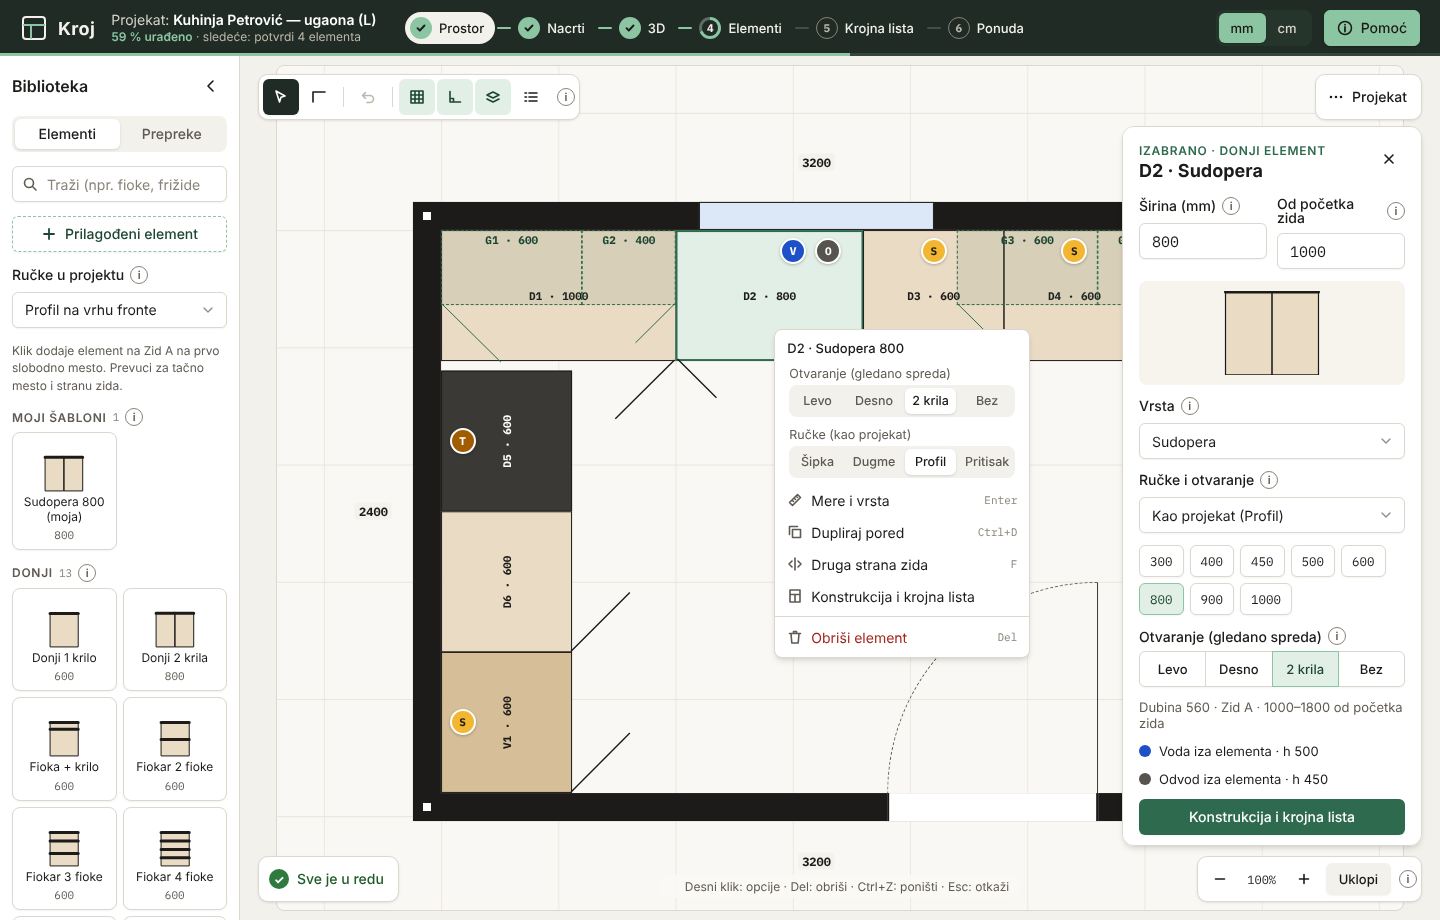 Kroj
Projekat: Kuhinja Petrović — ugaona (L)
59 % urađeno · sledeće: potvrdi 4 elementa
Prostor
Nacrti
3D
4 Elementi
5 Krojna lista
6 Ponuda
mm
cm
Pomoć
Biblioteka
Elementi
Prepreke
Traži (npr. fioke, frižide
Prilagođeni element
Ručke u projektu
Profil na vrhu fronte
Klik dodaje element na Zid A na prvo
slobodno mesto. Prevuci za tačno
mesto i stranu zida.
MOJI ŠABLONI 1
Sudopera 800
(moja)
800
DONJI 13
Donji 1 krilo
600
Donji 2 krila
800
Fioka + krilo
600
Fiokar 2 fioke
600
Fiokar 3 fioke
600
Fiokar 4 fioke
600
Projekat
3200
G1 · 600
G2 · 400
V
O
S
G3 · 600
S
D1 · 1000
D2 · 800
D3 · 600
D4 · 600
2400
T
D5 · 600
D6 · 600
S
V1 · 600
3200
D2 · Sudopera 800
Otvaranje (gledano spreda)
Levo
Desno
2 krila
Bez
Ručke (kao projekat)
Šipka
Dugme
Profil
Pritisak
Mere i vrsta Enter
Dupliraj pored Ctrl+D
Druga strana zida F
Konstrukcija i krojna lista
Obriši element Del
IZABRANO · DONJI ELEMENT
D2 · Sudopera
Širina (mm)
800
Od početka
zida
1000
Vrsta
Sudopera
Ručke i otvaranje
Kao projekat (Profil)
300
400
450
500
600
800
900
1000
Otvaranje (gledano spreda)
Levo
Desno
2 krila
Bez
Dubina 560 · Zid A · 1000–1800 od početka
zida
Voda iza elementa · h 500
Odvod iza elementa · h 450
Konstrukcija i krojna lista
Sve je u redu
Desni klik: opcije · Del: obriši · Ctrl+Z: poništi · Esc: otkaži
100%
Uklopi